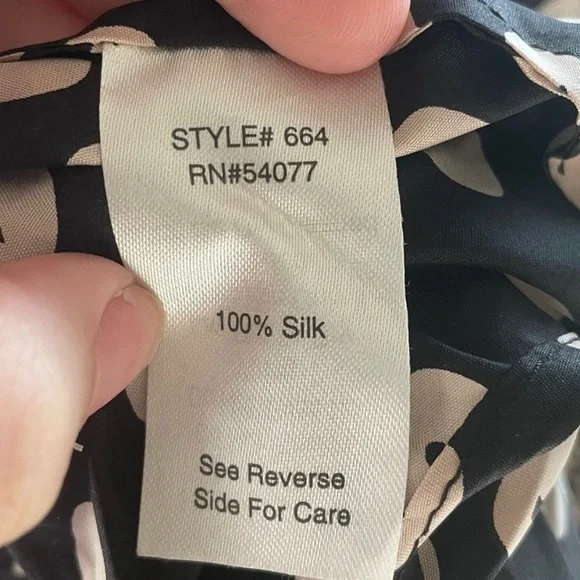 STYLE# 664
RN#54077
100% Silk
See Reverse
Side For Care